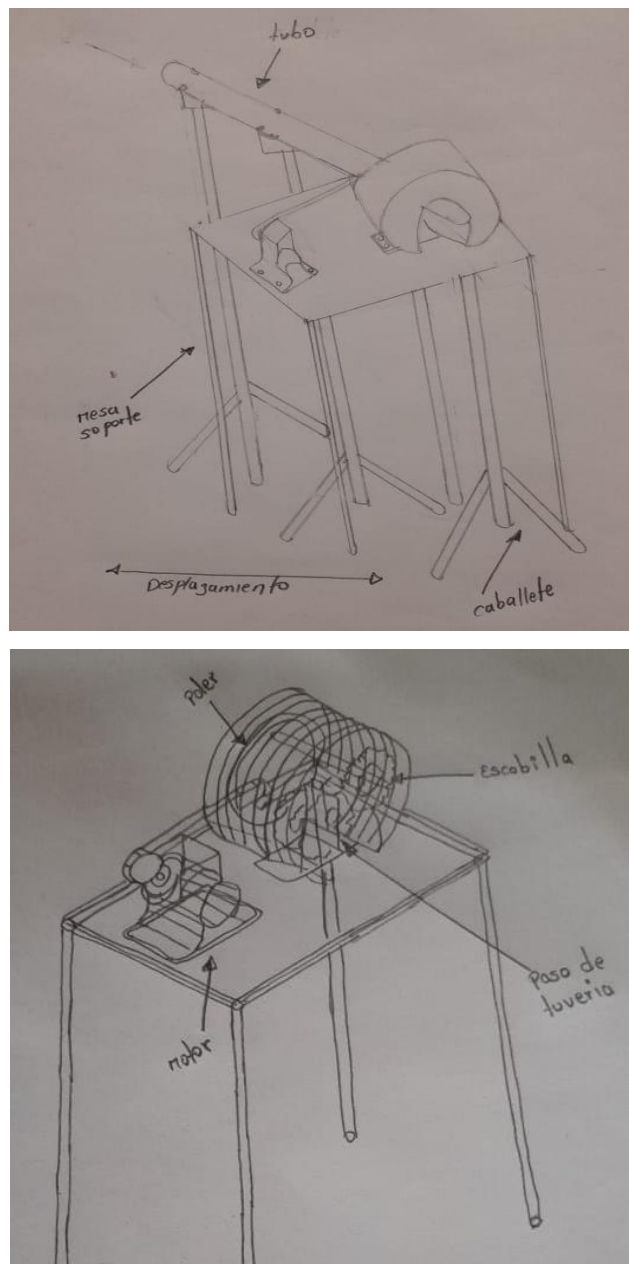 tubo
mesa
soporte
Desplazamiento
caballete
Poler
escobilla
Paso de
tuveria
motor